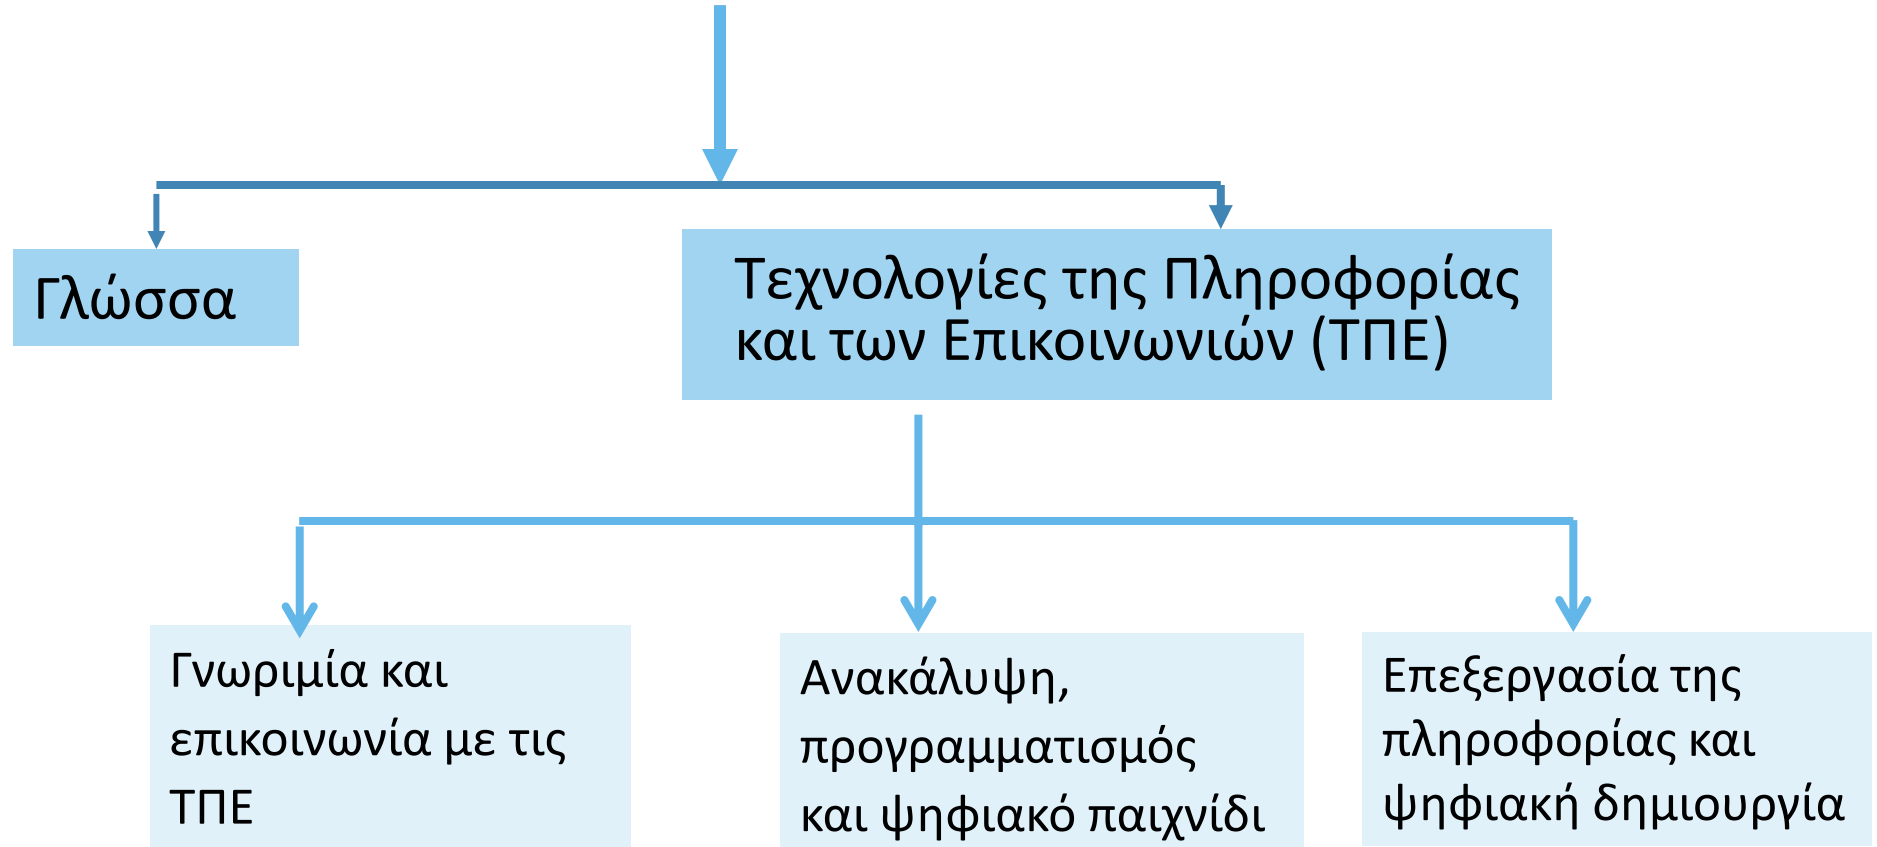 Γλώσσα
Τεχνολογίες της Πληροφορίας
και των Επικοινωνιών (ΤΠΕ)
Γνωριμία και
επικοινωνία με τις
ΤΠΕ
Ανακάλυψη,
προγραμματισμός
και ψηφιακό παιχνίδι
Επεξεργασία της
πληροφορίας και
ψηφιακή δημιουργία